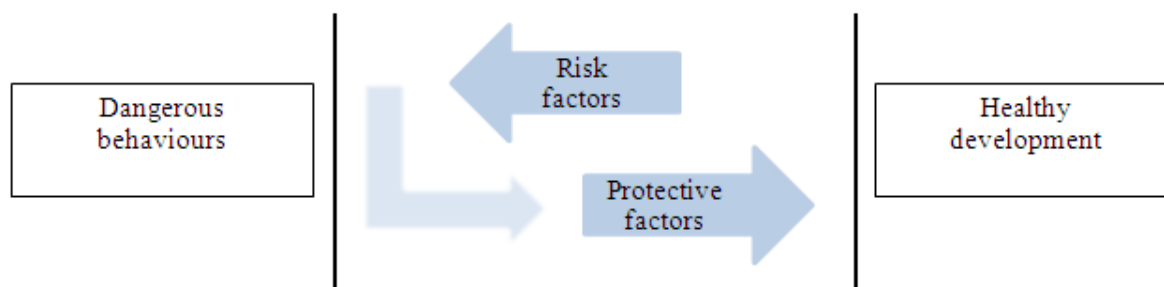 Dangerous
behaviours
Risk
factors
Protective
factors
Healthy
development